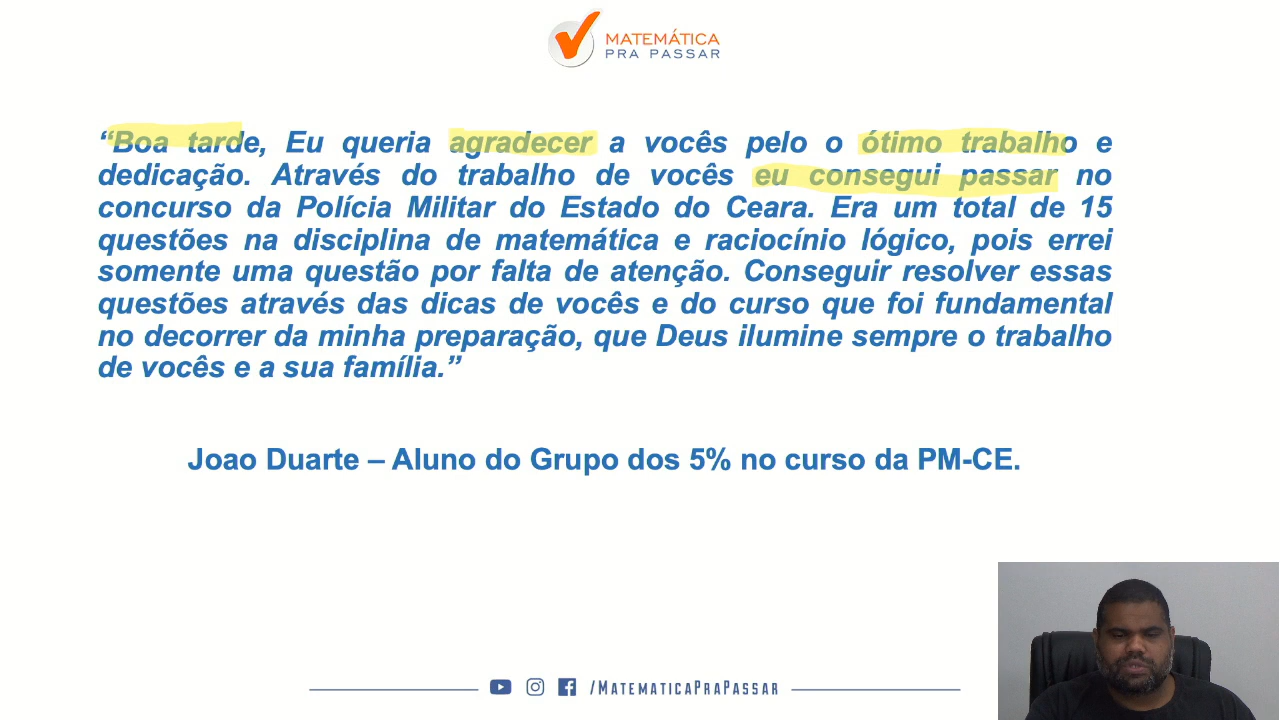 MATEMÁTICA
PRA PASSAR
“Boa tarde, Eu queria agradecer a vocês pelo o ótimo trabalho e
dedicação. Através do trabalho de vocês eu consegui passar no
concurso da Polícia Militar do Estado do Ceara. Era um total de 15
questões na disciplina de matemática e raciocínio lógico, pois errei
somente uma questão por falta de atenção. Conseguir resolver essas
questões através das dicas de vocês e do curso que foi fundamental
no decorrer da minha preparação, que Deus ilumine sempre o trabalho
de vocês e a sua família.”
Joao Duarte – Aluno do Grupo dos 5% no curso da PM-CE.
/MATEMATICAPRAPASSAR